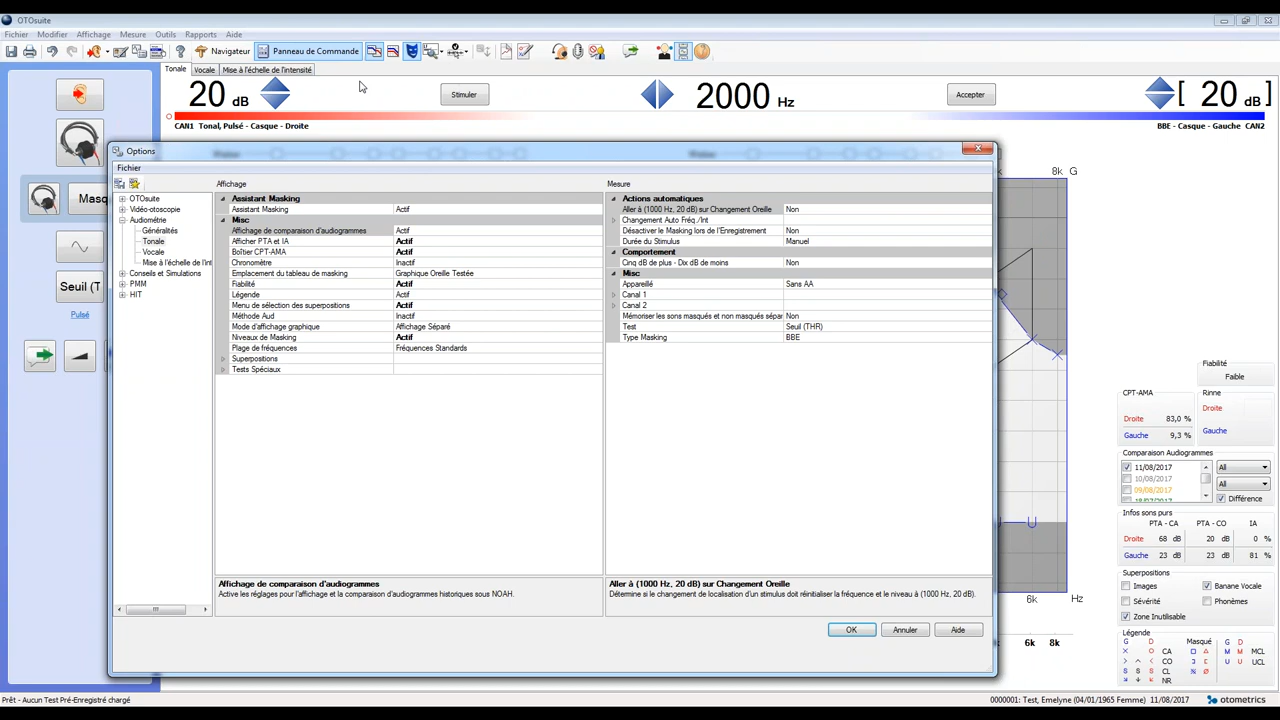 OTOsuite
Fichier Modifier Affichage Mesure Outils Rapports Aide
Navigateur Panneau de Commande
Tonale Vocale Mise à l'échelle de l'intensité
20 dB Stimuler 2000 Hz Accepter [ 20 dB ]
CAN1 Tonal, Pulsé - Casque - Droite BBE - Casque - Gauche CAN2
Masq
Seuil (T
Pulsé
Options
Fichier
OTOsuite
Vidéo-otoscopie
Audiométrie
Généralités
Tonale
Vocale
Mise à l'échelle de l'int
Conseils et Simulations
PMM
HIT
Affichage
Assistant Masking
Assistant Masking Actif
Misc
Affichage de comparaison d'audiogrammes Actif
Afficher PTA et IA Actif
Boîtier CPT-AMA Actif
Chronomètre Inactif
Emplacement du tableau de masking Graphique Oreille Testée
Fiabilité Actif
Légende Actif
Menu de sélection des superpositions Actif
Méthode Aud Inactif
Mode d'affichage graphique Affichage Séparé
Niveaux de Masking Actif
Plage de fréquences Fréquences Standards
Superpositions
Tests Spéciaux
Affichage de comparaison d'audiogrammes
Active les réglages pour l'affichage et la comparaison d'audiogrammes historiques sous NOAH.
Mesure
Actions automatiques
Aller à (1000 Hz, 20 dB) sur Changement Oreille Non
Changement Auto Fréq./Int
Désactiver le Masking lors de l'Enregistrement Non
Durée du Stimulus Manuel
Comportement
Cinq dB de plus - Dix dB de moins Non
Misc
Appareillé Sans AA
Canal 1
Canal 2
Mémoriser les sons masqués et non masqués sépar Non
Test Seuil (THR)
Type Masking BBE
Aller à (1000 Hz, 20 dB) sur Changement Oreille
Détermine si le changement de localisation d'un stimulus doit réinitialiser la fréquence et le niveau à (1000 Hz, 20 dB).
OK Annuler Aide
8k G
6k Hz
6k 8k
Fiabilité
Faible
CPT-AMA
Droite 83,0 %
Gauche 9,3 %
Rinne
Droite
Gauche
Comparaison Audiogrammes
11/08/2017 All
10/08/2017 All
09/08/2017 Différence
Infos sons purs
PTA - CA PTA - CO IA
Droite 68 dB 20 dB 0 %
Gauche 23 dB 23 dB 81 %
Superpositions
Images Banane Vocale
Sévérité Phonèmes
Zone Inutilisable
Légende
G D Masqué G D
CA M M MCL
CO U U UCL
S S CL
NR
Prêt - Aucun Test Pré-Enregistré chargé
0000001: Test, Emelyne (04/01/1965 Femme) 11/08/2017 otometrics